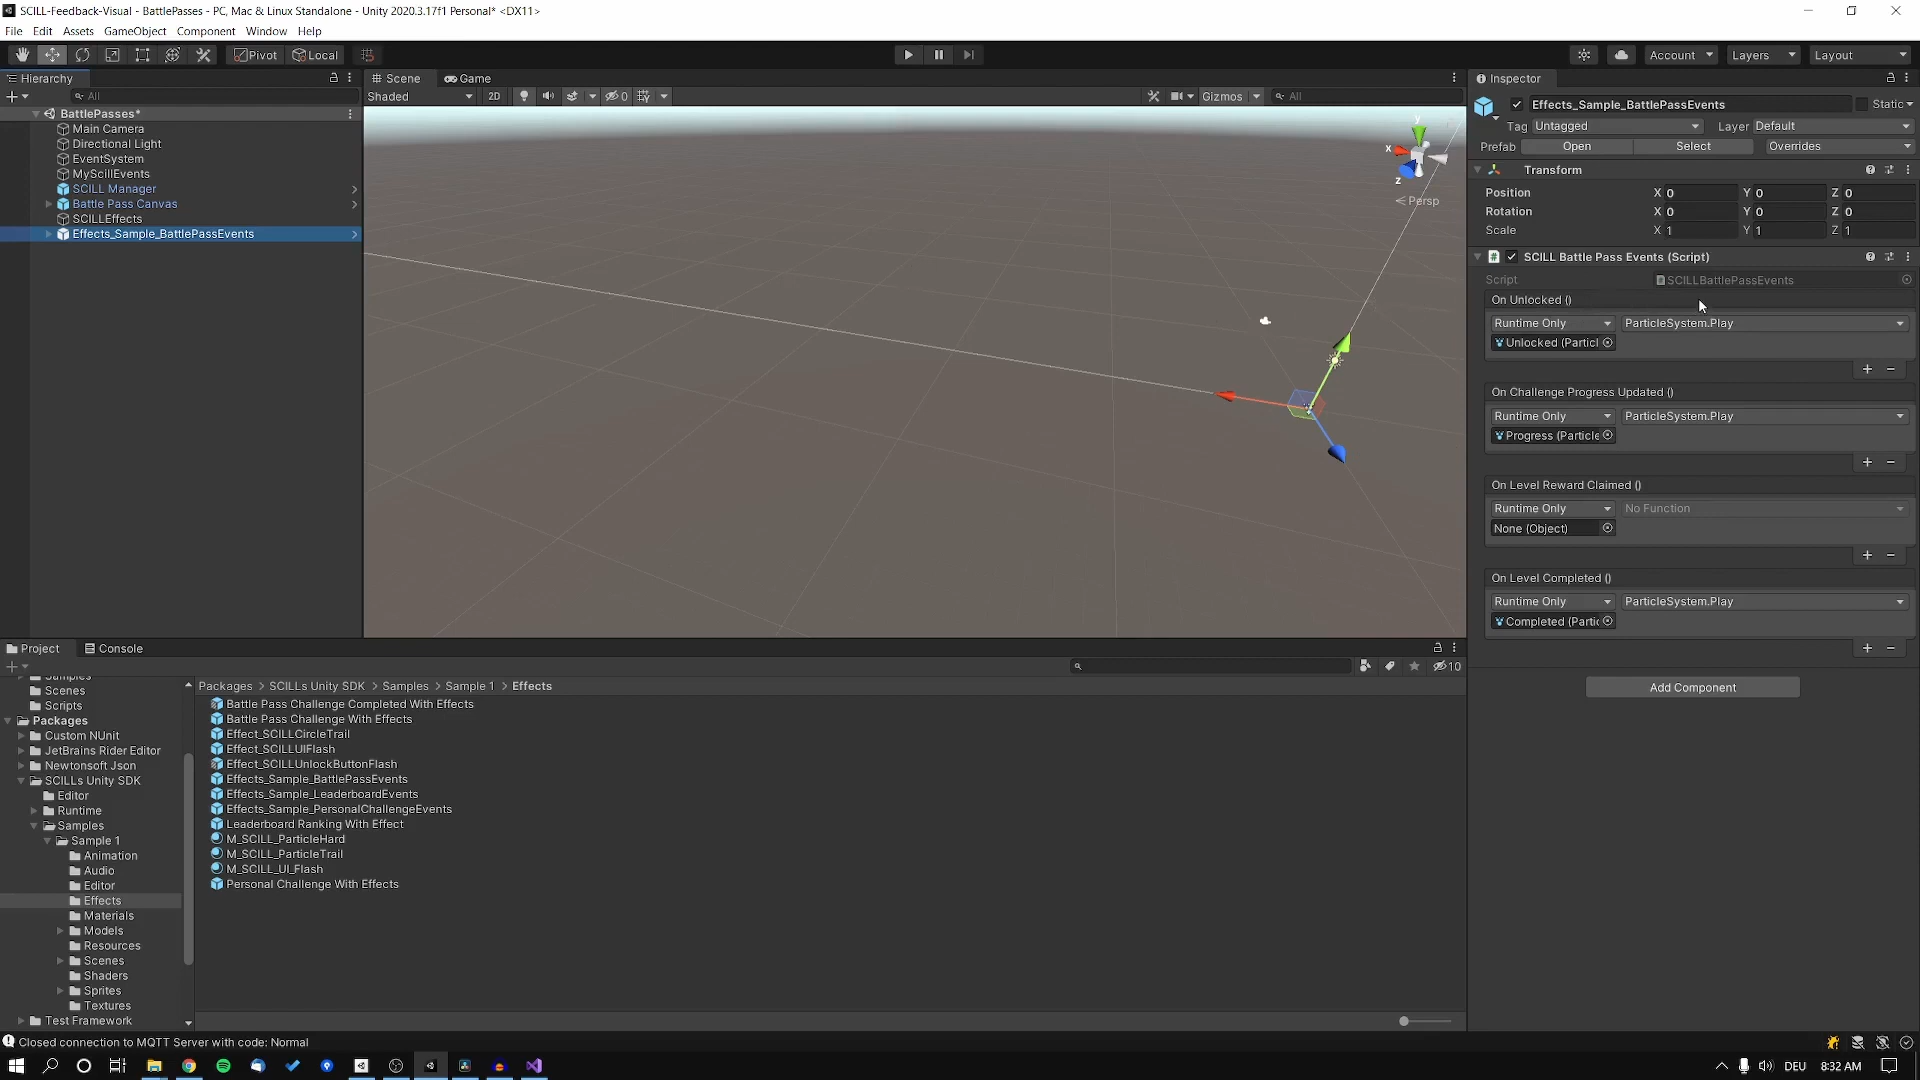 SCILL-Feedback-Visual - BattlePasses - PC, Mac & Linux Standalone - Unity 2020.3.17f1 Personal* <DX11>
File Edit Assets GameObject Component Window Help
Pivot Local Account Layers Layout
Hierarchy
All
BattlePasses*
Main Camera
Directional Light
EventSystem
MyScillEvents
SCILL Manager
Battle Pass Canvas
SCILLEffects
Effects_Sample_BattlePassEvents
Scene Game
Shaded 2D 0 Gizmos All
y
x
z
Persp
Inspector
Effects_Sample_BattlePassEvents Static
Tag Untagged Layer Default
Prefab Open Select Overrides
Transform
Position X 0 Y 0 Z 0
Rotation X 0 Y 0 Z 0
Scale X 1 Y 1 Z 1
SCILL Battle Pass Events (Script)
Script SCILLBattlePassEvents
On Unlocked ()
Runtime Only ParticleSystem.Play
Unlocked (Particl
On Challenge Progress Updated ()
Runtime Only ParticleSystem.Play
Progress (Particle
On Level Reward Claimed ()
Runtime Only No Function
None (Object)
On Level Completed ()
Runtime Only ParticleSystem.Play
Completed (Partic
Add Component
Project Console
10
Samples
Scenes
Scripts
Packages
Custom NUnit
JetBrains Rider Editor
Newtonsoft Json
SCILLs Unity SDK
Editor
Runtime
Samples
Sample 1
Animation
Audio
Editor
Effects
Materials
Models
Resources
Scenes
Shaders
Sprites
Textures
Test Framework
Packages > SCILLs Unity SDK > Samples > Sample 1 > Effects
Battle Pass Challenge Completed With Effects
Battle Pass Challenge With Effects
Effect_SCILLCircleTrail
Effect_SCILLUIFlash
Effect_SCILLUnlockButtonFlash
Effects_Sample_BattlePassEvents
Effects_Sample_LeaderboardEvents
Effects_Sample_PersonalChallengeEvents
Leaderboard Ranking With Effect
M_SCILL_ParticleHard
M_SCILL_ParticleTrail
M_SCILL_UI_Flash
Personal Challenge With Effects
Closed connection to MQTT Server with code: Normal
DEU 8:32 AM